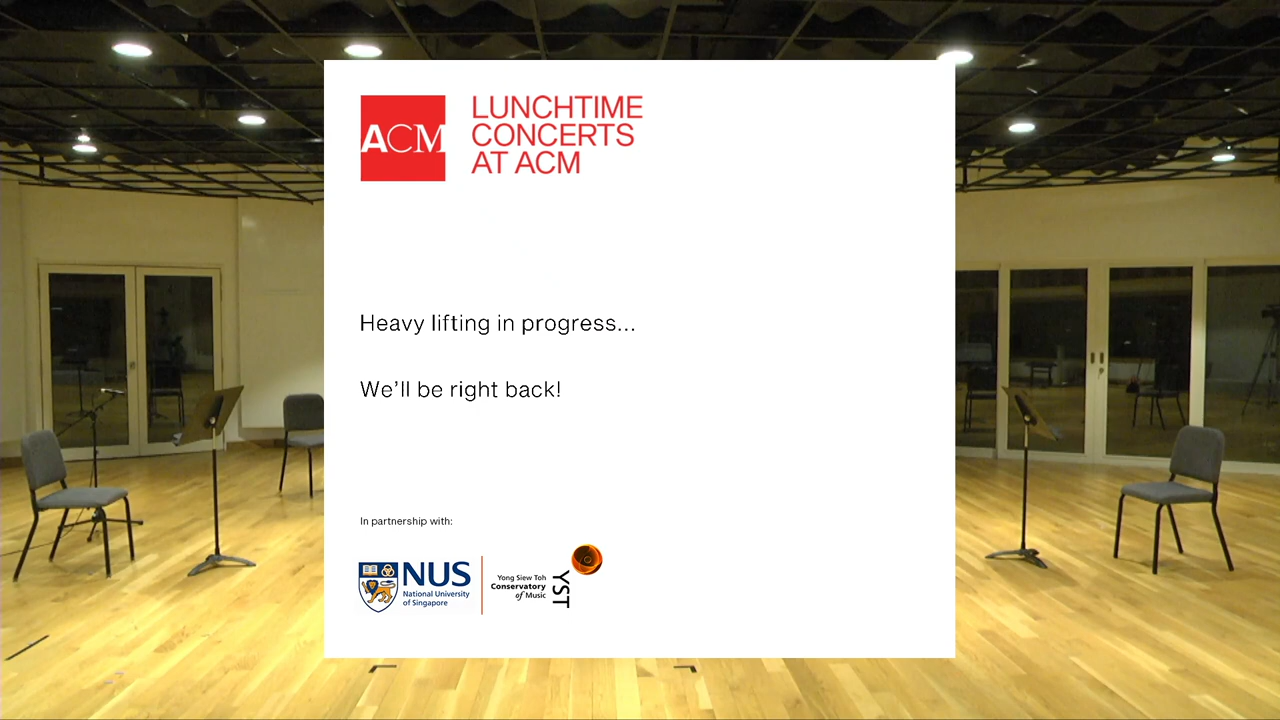 ACM
LUNCHTIME
CONCERTS
AT ACM
Heavy lifting in progress...
We'll be right back!
In partnership with:
NUS
National University
of Singapore
Yong Siew Toh
Conservatory
of Music
YST